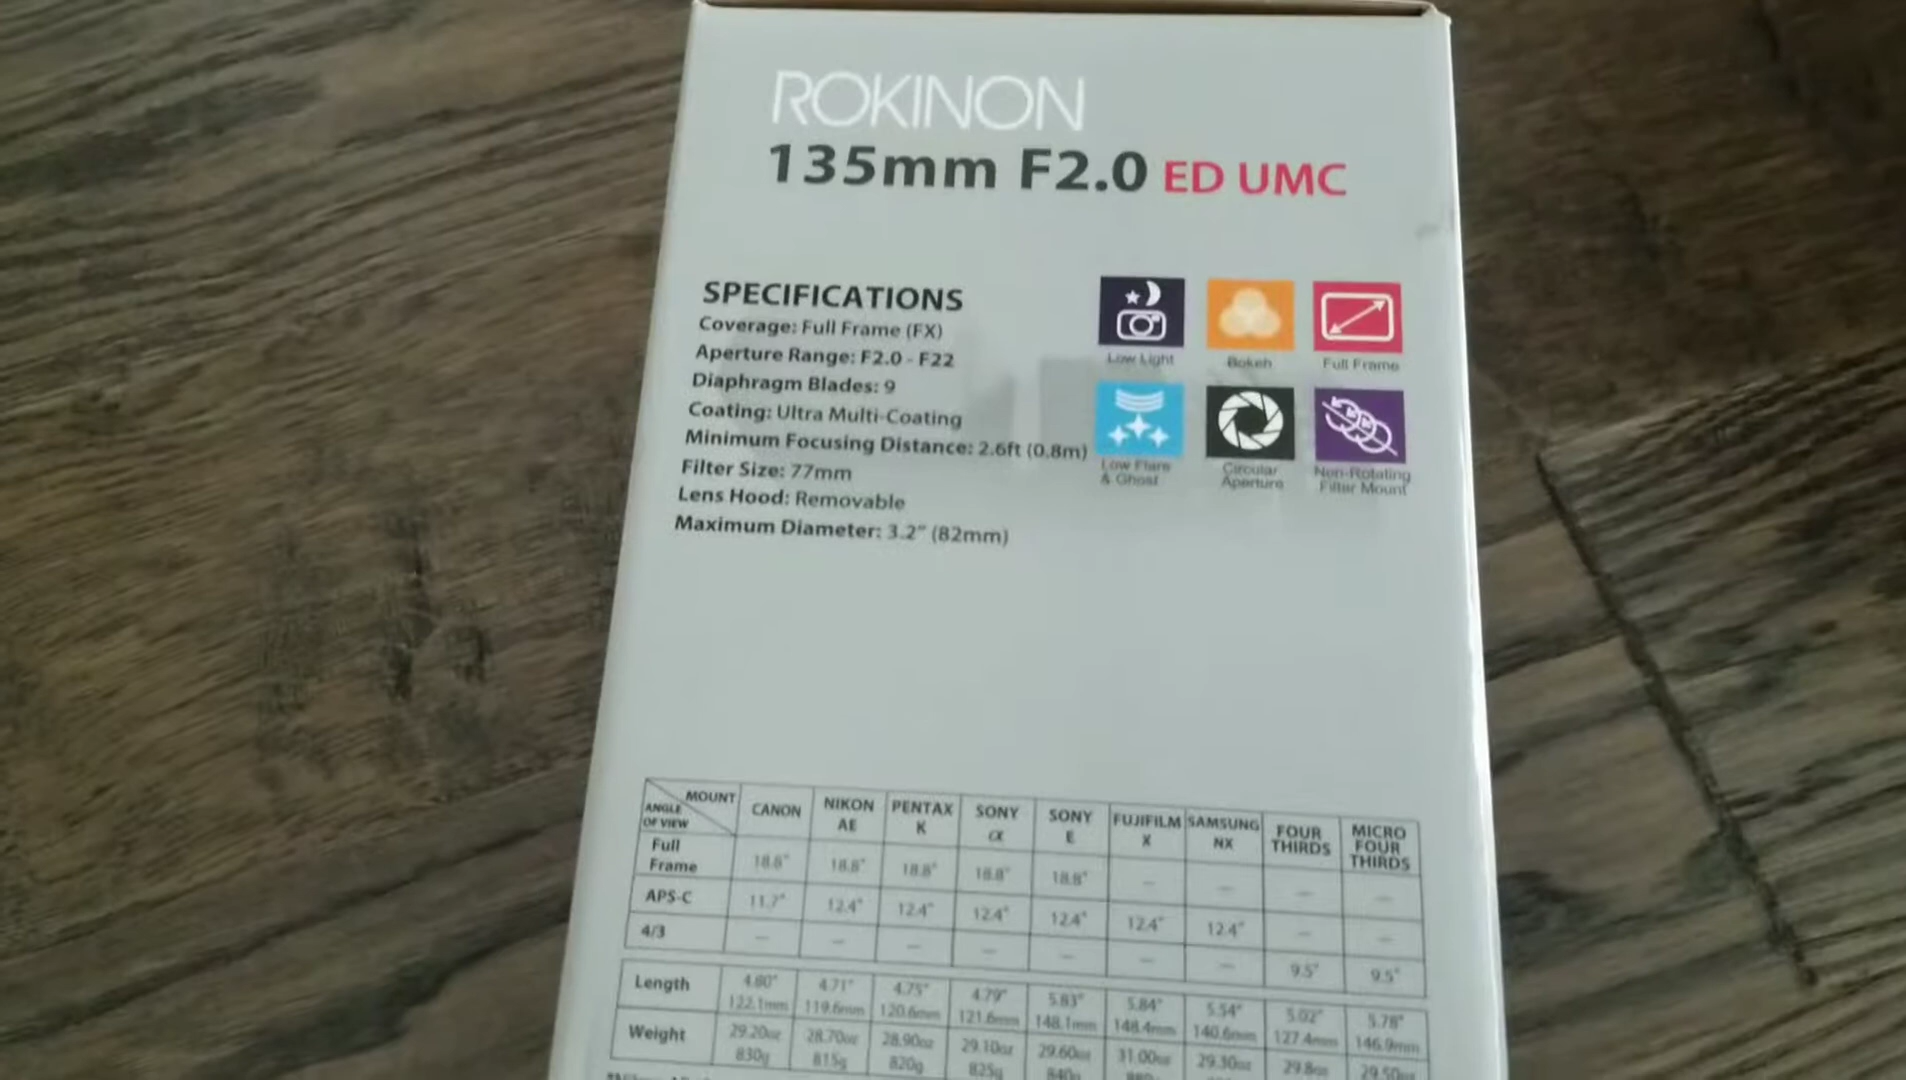 ROKINON
135mm F2.0 ED UMC
SPECIFICATIONS
Coverage: Full Frame (FX)
Aperture Range: F2.0 - F22
Diaphragm Blades: 9
Coating: Ultra Multi-Coating
Minimum Focusing Distance: 2.6ft (0.8m)
Filter Size: 77mm
Lens Hood: Removable
Maximum Diameter: 3.2" (82mm)
Low Light Bokeh Full Frame
Low Flare & Ghost Circular Aperture Non-Rotating Filter Mount
MOUNT ANGLE OF VIEW CANON NIKON AE PENTAX K SONY α SONY E FUJIFILM X SAMSUNG NX FOUR THIRDS MICRO FOUR THIRDS
Full Frame 18.8° 18.8° 18.8° 18.8° 18.8° — — — —
APS-C 11.7° 12.4° 12.4° 12.4° 12.4° 12.4° 12.4° — —
4/3 — — — — — — — 9.5° 9.5°
Length 4.80" 4.71" 4.75" 4.79" 5.83" 5.84" 5.54" 5.02" 5.78"
122.1mm 119.6mm 120.6mm 121.6mm 148.1mm 148.4mm 140.6mm 127.4mm 146.9mm
Weight 29.20oz 28.70oz 28.90oz 29.10oz 29.60oz 31.00oz 29.30oz 29.8oz 29.50oz
830g 815g 820g 825g 840g